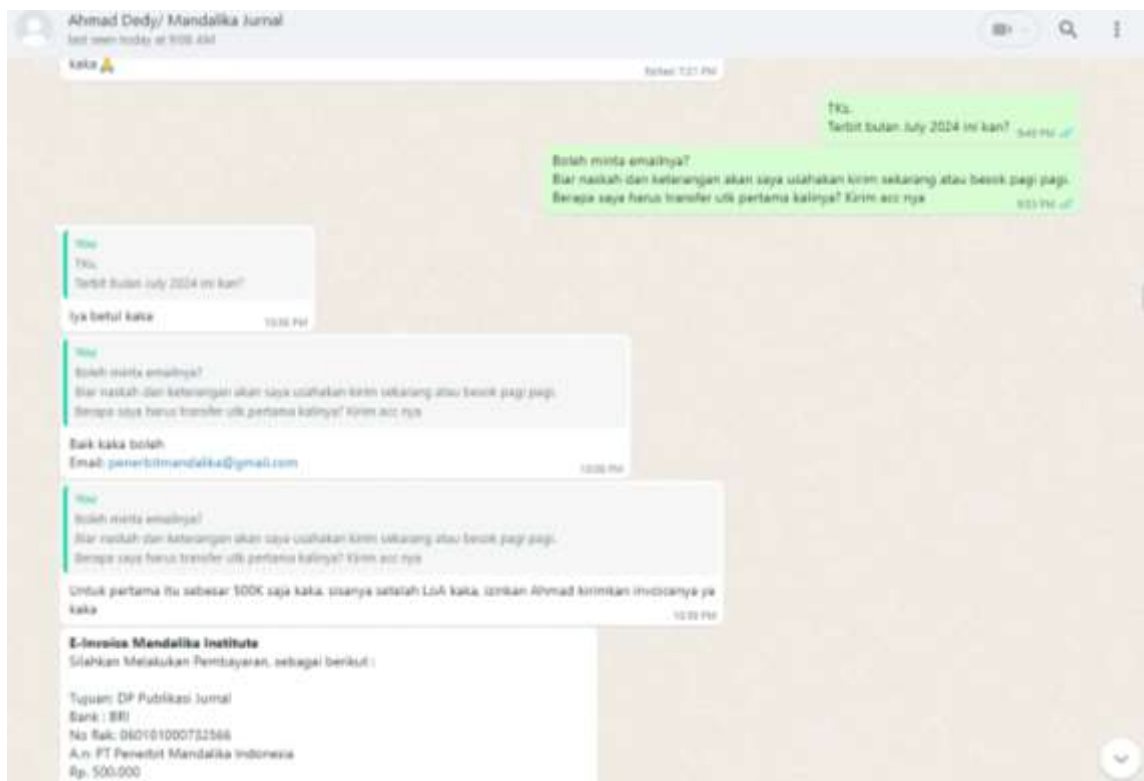 Ahmad Dedy/ Mandalika Jurnal
last seen today at 9:08 AM
kaka 🙏
Edited 7:21 PM
TKs.
Terbit bulan July 2024 ini kan?
Boleh minta emailnya?
Biar naskah dan keterangan akan saya usahakan kirim sekarang atau besok pagi pagi.
Berapa saya harus transfer utk pertama kalinya? Kirim acc nya
You
TKs.
Terbit bulan July 2024 ini kan?
Iya betul kaka
You
Boleh minta emailnya?
Biar naskah dan keterangan akan saya usahakan kirim sekarang atau besok pagi pagi.
Berapa saya harus transfer utk pertama kalinya? Kirim acc nya
Baik kaka boleh
Email: penerbitmandalika@gmail.com
You
Boleh minta emailnya?
Biar naskah dan keterangan akan saya usahakan kirim sekarang atau besok pagi pagi.
Berapa saya harus transfer utk pertama kalinya? Kirim acc nya
Untuk pertama itu sebesar 500K saja kaka, sisanya setelah LoA kaka, izinkan Ahmad kirimkan invoicenya ya
kaka
E-Invoice Mandalika Institute
Silahkan Melakukan Pembayaran, sebagai berikut :
Tujuan: DP Publikasi Jurnal
Bank : BRI
No Rek:
A.n: PT Penerbit Mandalika Indonesia
Rp. 500.000